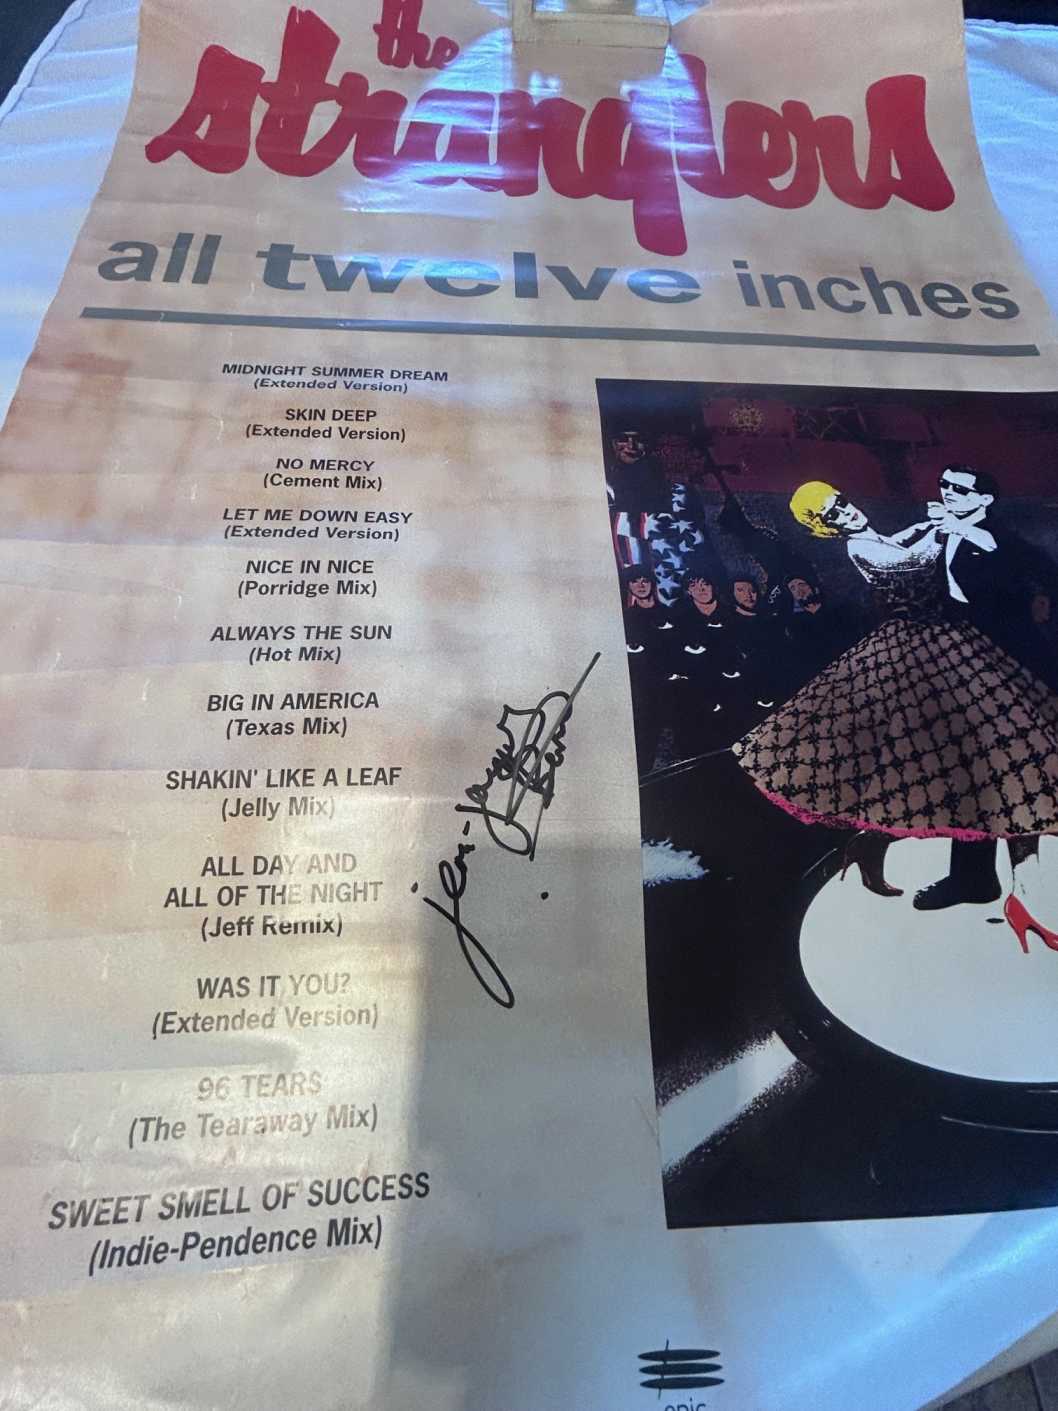 the
stranglers
all twelve inches
MIDNIGHT SUMMER DREAM
(Extended Version)
SKIN DEEP
(Extended Version)
NO MERCY
(Cement Mix)
LET ME DOWN EASY
(Extended Version)
NICE IN NICE
(Porridge Mix)
ALWAYS THE SUN
(Hot Mix)
BIG IN AMERICA
(Texas Mix)
SHAKIN' LIKE A LEAF
(Jelly Mix)
ALL DAY AND
ALL OF THE NIGHT
(Jeff Remix)
WAS IT YOU?
(Extended Version)
96 TEARS
(The Tearaway Mix)
SWEET SMELL OF SUCCESS
(Indie-Pendence Mix)
Jean-Jacques
epic